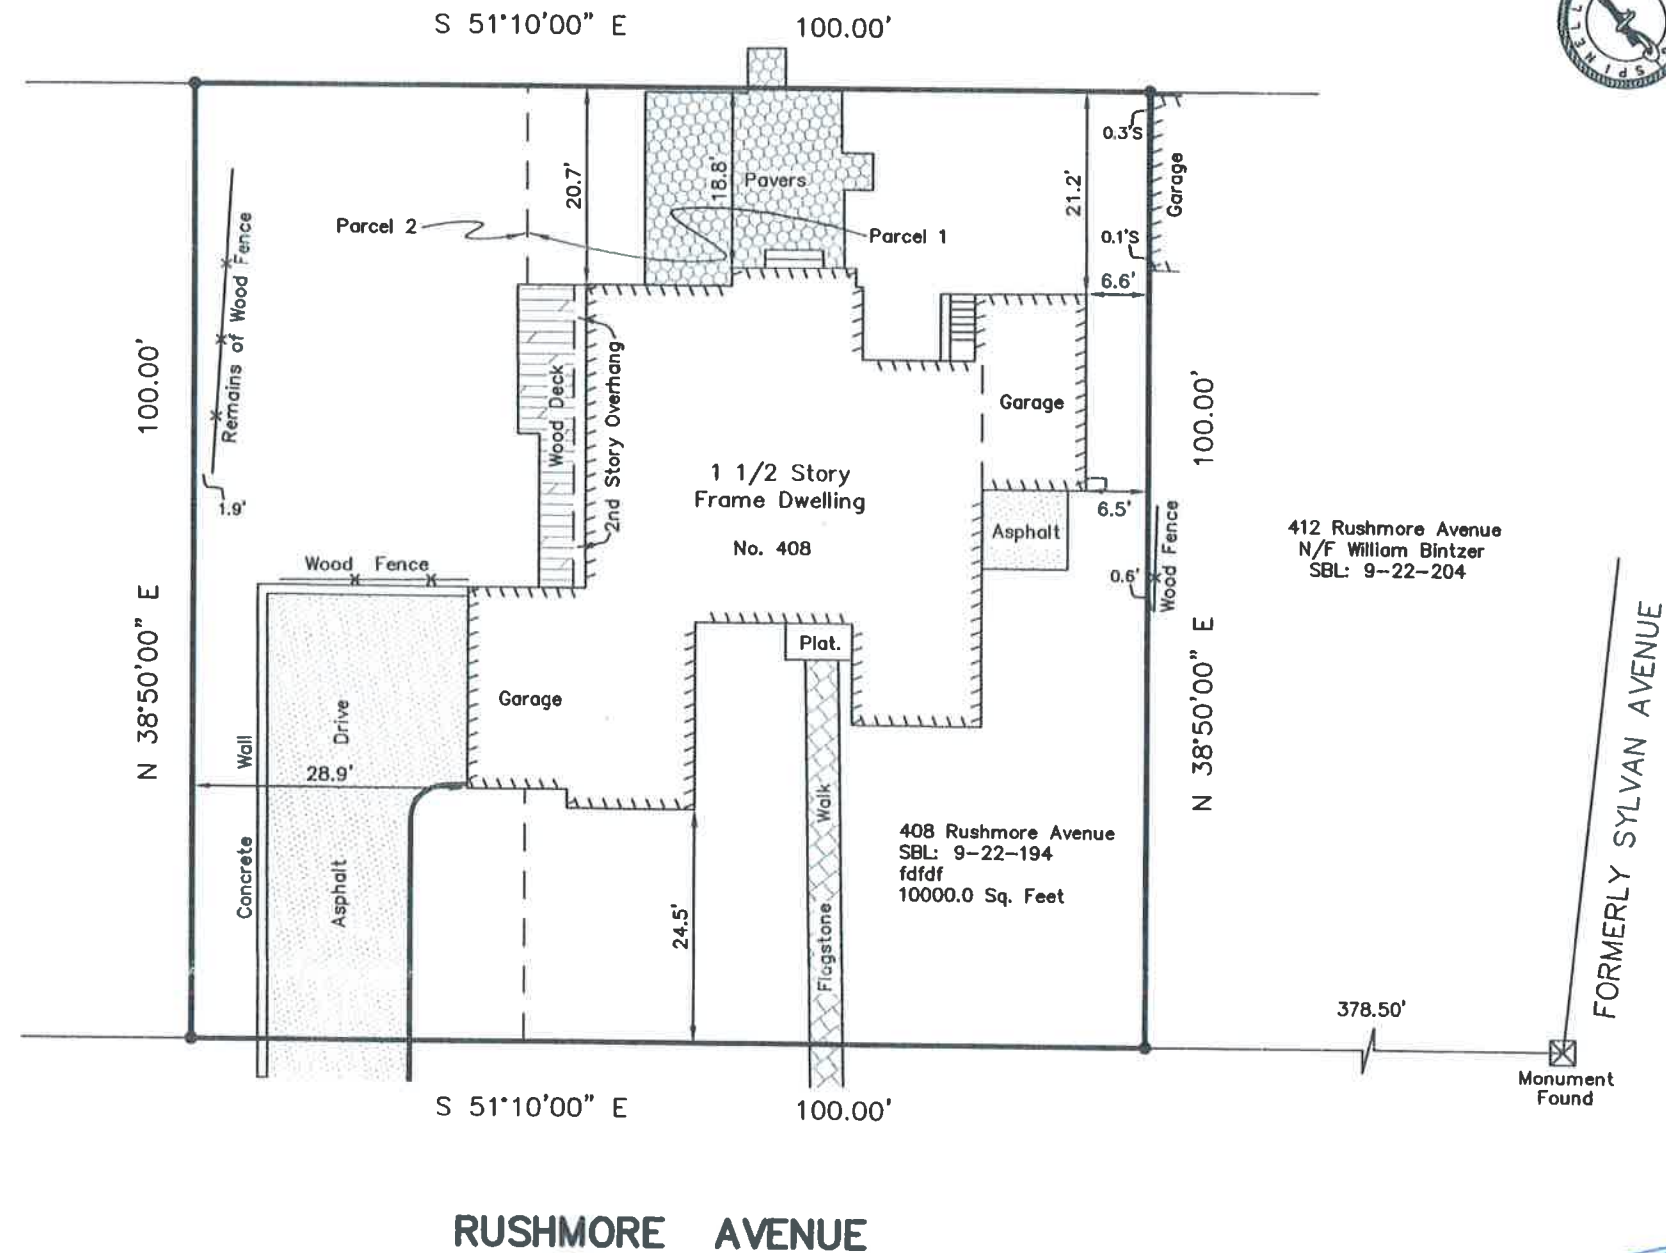 S 51°10'00" E 100.00'
SPINELL
0.3'S
Garage
20.7'
18.8'
Pavers
21.2'
Parcel 2
Parcel 1
0.1'S
6.6'
Remains of Wood Fence
100.00'
N 38°50'00" E
Wood Deck
2nd Story Overhang
Garage
1 1/2 Story
Frame Dwelling
No. 408
Asphalt
6.5'
0.6'
Wood Fence
100.00'
N 38°50'00" E
412 Rushmore Avenue
N/F William Bintzer
SBL: 9-22-204
1.9'
Wood Fence
Plat.
Garage
Concrete Wall
Asphalt Drive
28.9'
24.5'
Flagstone Walk
408 Rushmore Avenue
SBL: 9-22-194
fdfdf
10000.0 Sq. Feet
FORMERLY SYLVAN AVENUE
378.50'
Monument
Found
S 51°10'00" E 100.00'
RUSHMORE AVENUE